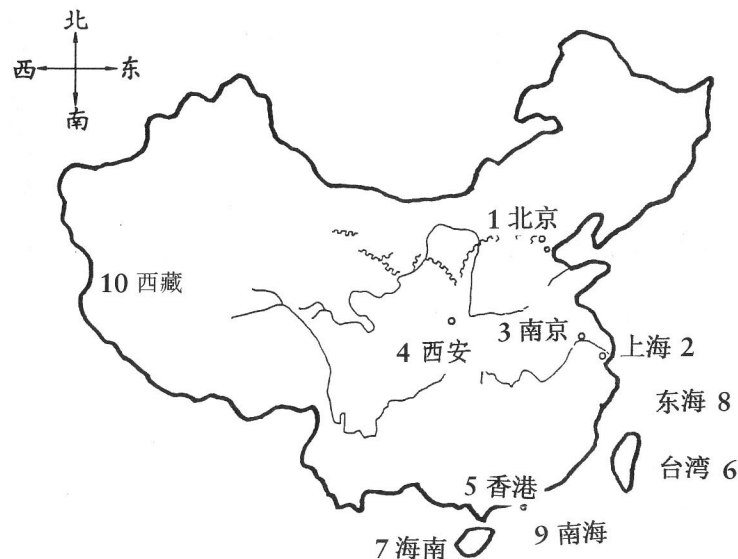 北
西 东
南
1 北京
10 西藏
3 南京
4 西安
上海 2
东海 8
台湾 6
5 香港
9 南海
7 海南